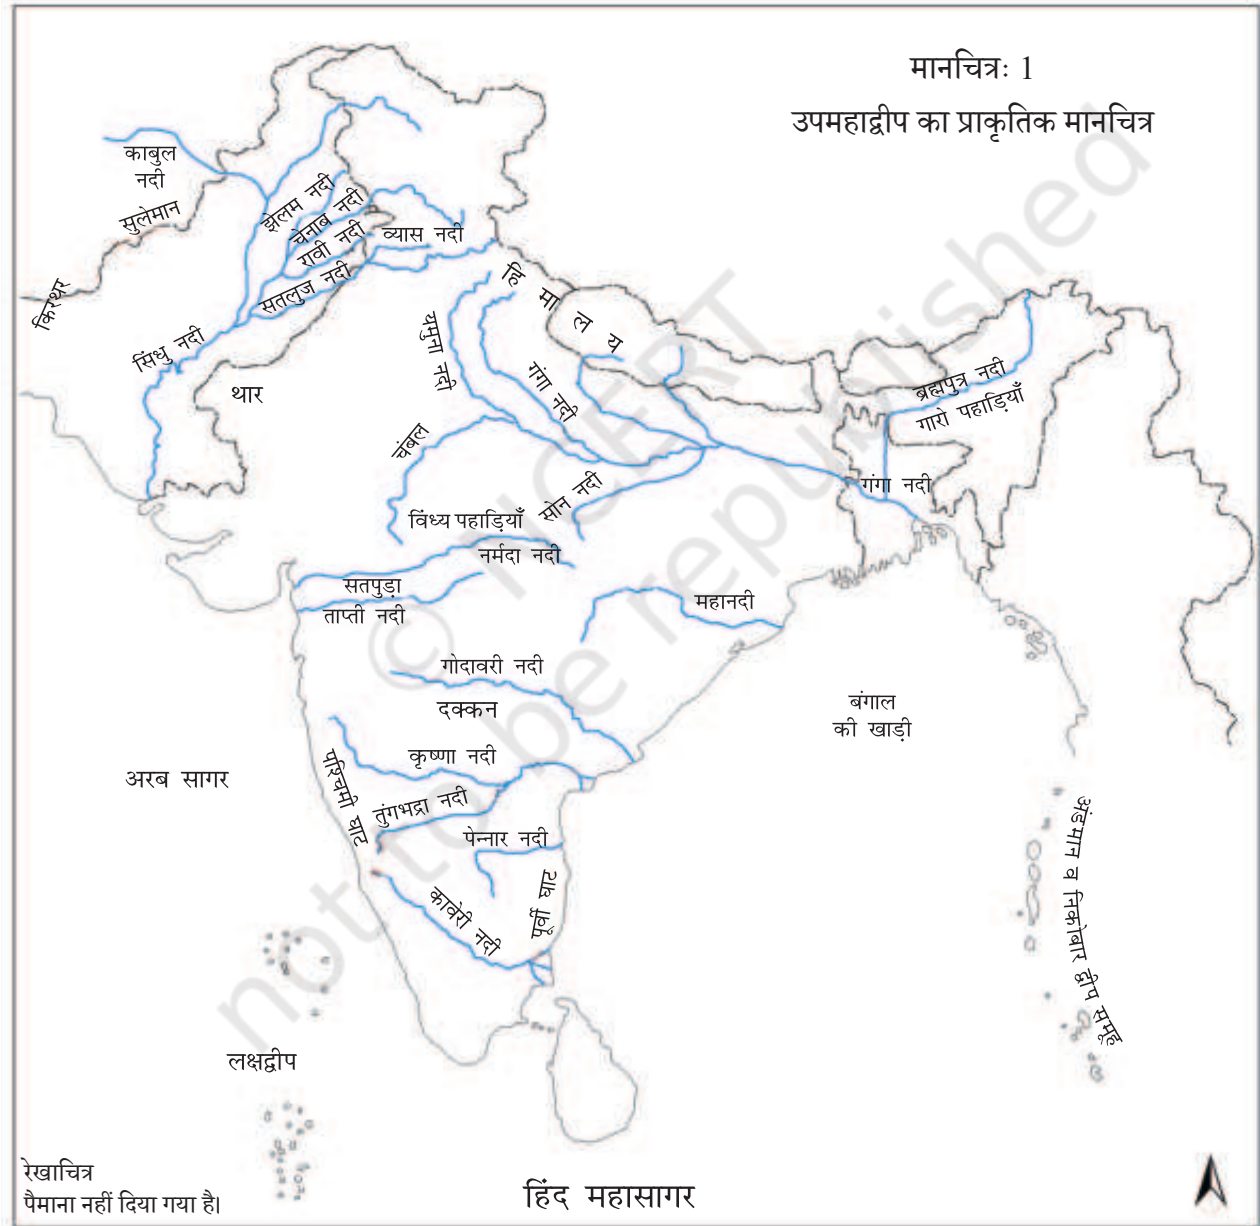 मानचित्रः 1
उपमहाद्वीप का प्राकृतिक मानचित्र
काबुल
नदी
सुलेमान
किरथर
झेलम नदी
चेनाब नदी
रावी नदी
व्यास नदी
सतलुज नदी
सिंधु नदी
थार
हिमालय
यमुना नदी
गंगा नदी
ब्रह्मपुत्र नदी
गारो पहाड़ियाँ
चंबल
सोन नदी
गंगा नदी
विंध्य पहाड़ियाँ
नर्मदा नदी
सतपुड़ा
ताप्ती नदी
महानदी
गोदावरी नदी
दक्कन
बंगाल
की खाड़ी
कृष्णा नदी
अरब सागर
पश्चिमी घाट
तुंगभद्रा नदी
पेन्नार नदी
कावेरी नदी
पूर्वी घाट
अंडमान व निकोबार द्वीप समूह
लक्षद्वीप
रेखाचित्र
पैमाना नहीं दिया गया है।
हिंद महासागर
© NCERT
not to be republished